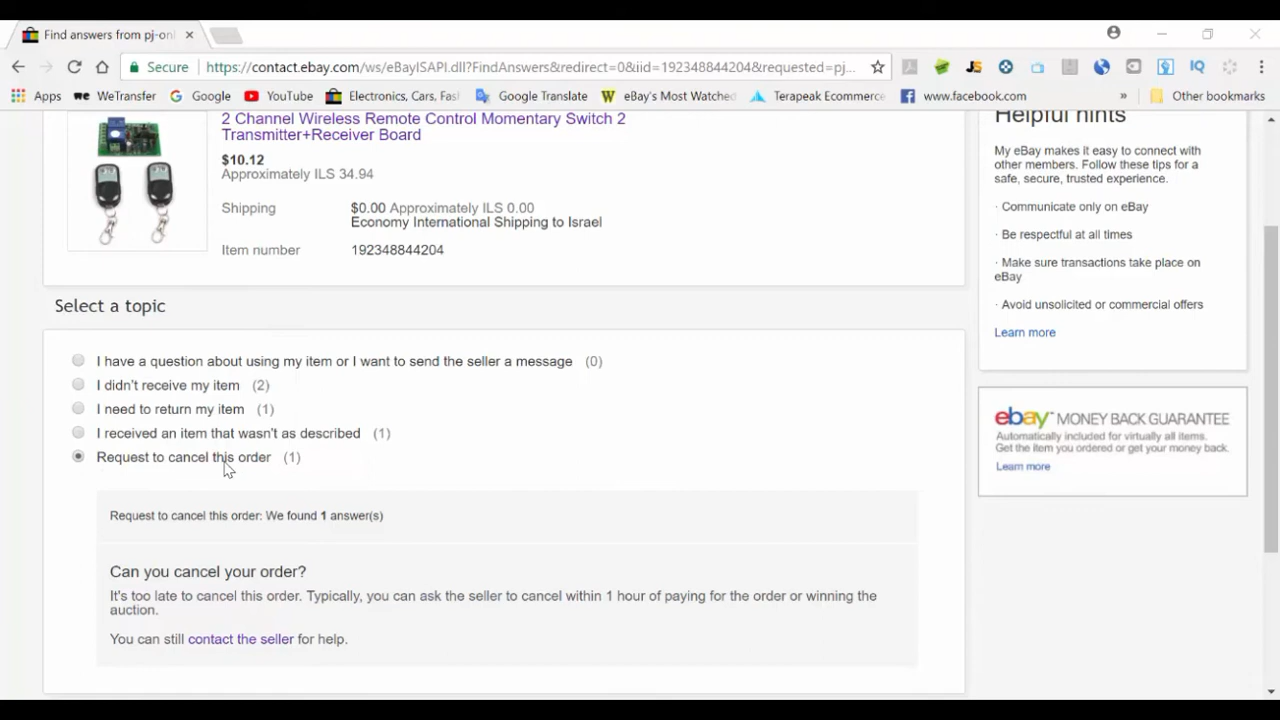 Find answers from pj-onl
Secure
https://contact.ebay.com/ws/eBayISAPI.dll?FindAnswers&redirect=0&iid=192348844204&requested=pj...
JS
IQ
Apps
WeTransfer
Google
YouTube
Electronics, Cars, Fas
Google Translate
eBay's Most Watched
Terapeak Ecommerce
www.facebook.com
»
Other bookmarks
2 Channel Wireless Remote Control Momentary Switch 2
Transmitter+Receiver Board
$10.12
Approximately ILS 34.94
Shipping $0.00 Approximately ILS 0.00
Economy International Shipping to Israel
Item number 192348844204
Select a topic
I have a question about using my item or I want to send the seller a message (0)
I didn't receive my item (2)
I need to return my item (1)
I received an item that wasn't as described (1)
Request to cancel this order (1)
Request to cancel this order: We found 1 answer(s)
Can you cancel your order?
It's too late to cancel this order. Typically, you can ask the seller to cancel within 1 hour of paying for the order or winning the
auction.
You can still contact the seller for help.
Helpful hints
My eBay makes it easy to connect with
other members. Follow these tips for a
safe, secure, trusted experience.
· Communicate only on eBay
· Be respectful at all times
· Make sure transactions take place on
eBay
· Avoid unsolicited or commercial offers
Learn more
ebay™ MONEY BACK GUARANTEE
Automatically included for virtually all items.
Get the item you ordered or get your money back.
Learn more